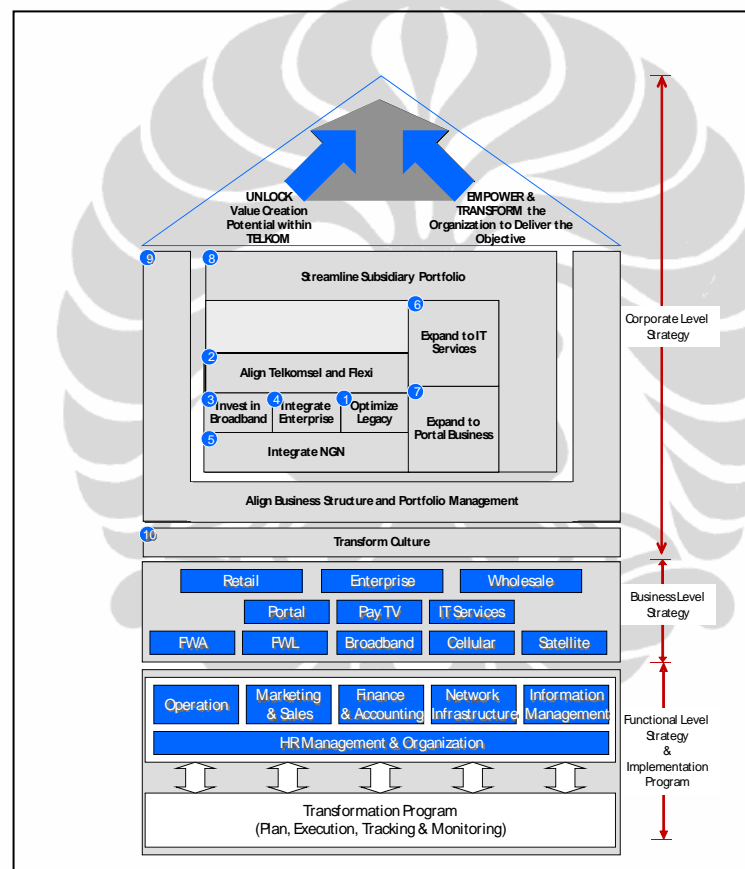 UNLOCK
Value Creation
Potential within
TELKOM
EMPOWER &
TRANSFORM the
Organization to Deliver the
Objective
9
8
Streamline Subsidiary Portfolio
6
Expand to IT
Services
Corporate Level
Strategy
2
Align Telkomsel and Flexi
3
Invest in
Broadband
4
Integrate
Enterprise
1
Optimize
Legacy
7
Expand to
Portal Business
5
Integrate NGN
Align Business Structure and Portfolio Management
10
Transform Culture
Retail
Enterprise
Wholesale
Portal
Pay TV
IT Services
FWA
FWL
Broadband
Cellular
Satellite
Business Level
Strategy
Operation
Marketing
& Sales
Finance
& Accounting
Network
Infrastructure
Information
Management
HR Management & Organization
Functional Level
Strategy
&
Implementation
Program
Transformation Program
(Plan, Execution, Tracking & Monitoring)